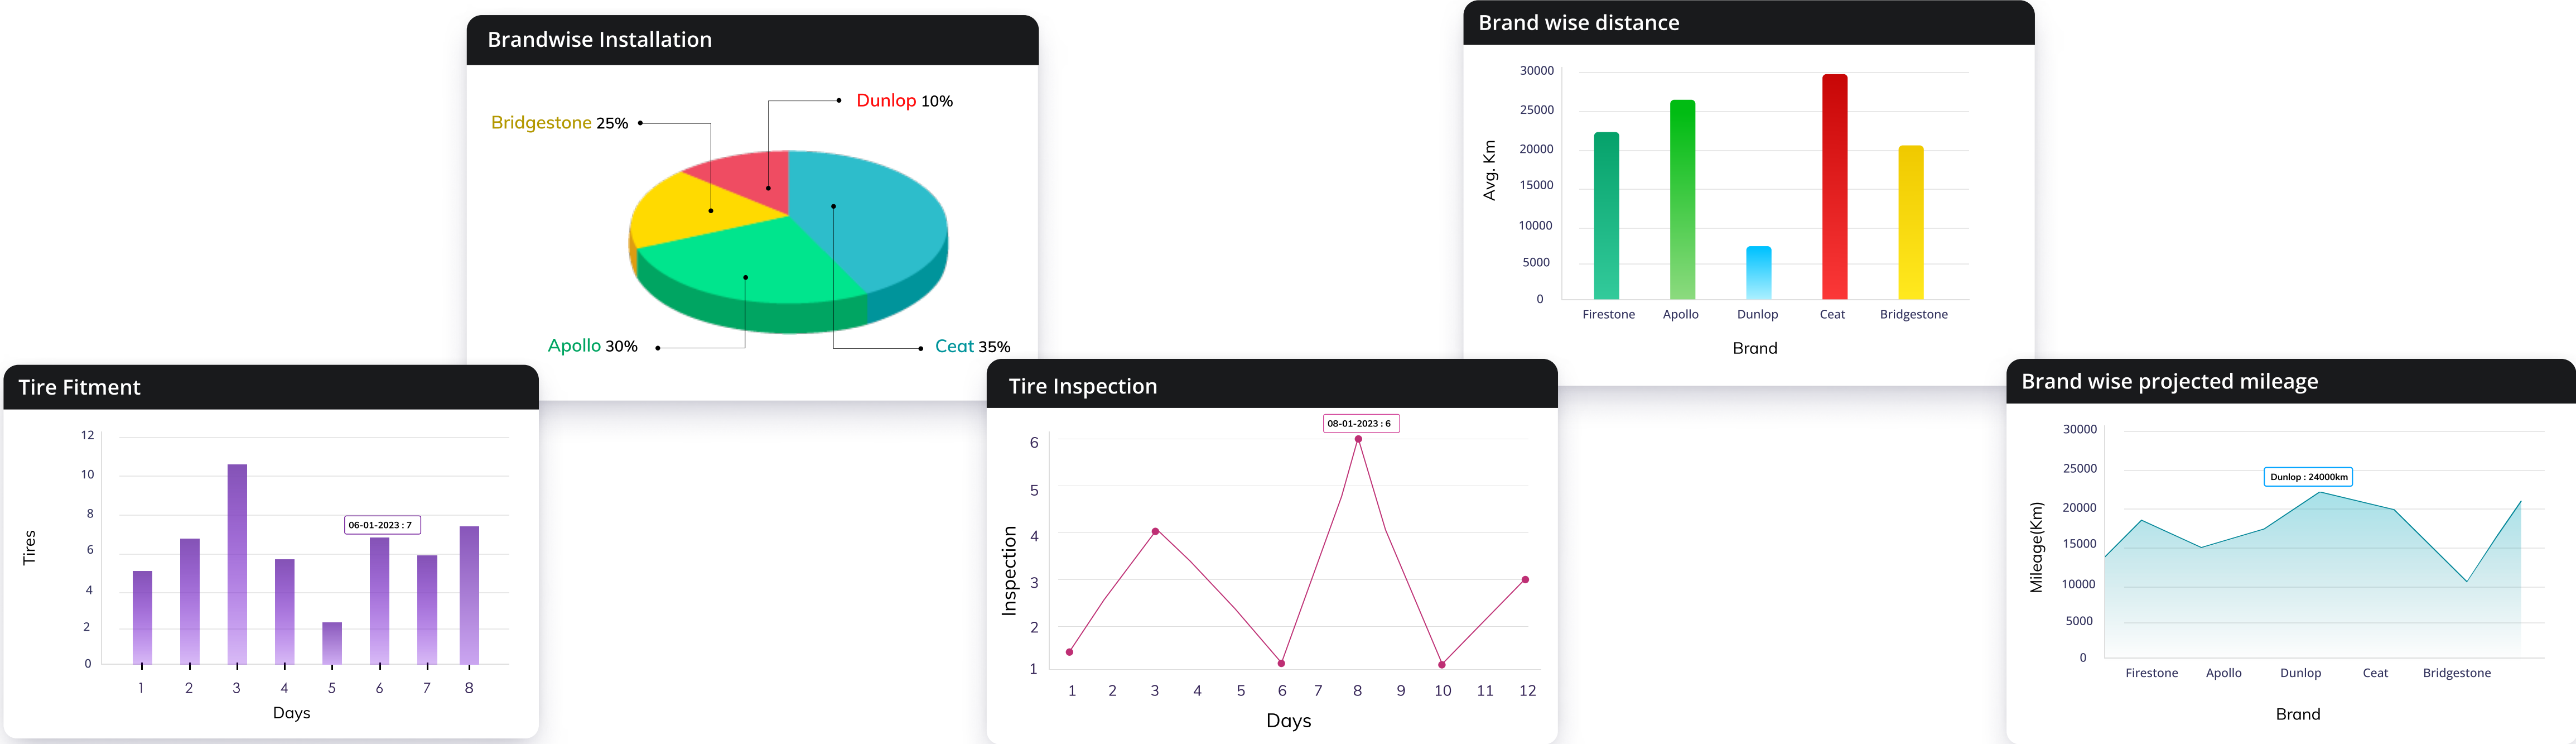 Brandwise Installation
Dunlop 10%
Bridgestone 25%
Apollo 30%
Ceat 35%
Brand wise distance
30000
25000
20000
15000
10000
5000
0
Avg. Km
Firestone Apollo Dunlop Ceat Bridgestone
Brand
Tire Fitment
12
10
8
6
4
2
0
Tires
06-01-2023 : 7
1 2 3 4 5 6 7 8
Days
Tire Inspection
08-01-2023 : 6
6
5
4
3
2
1
Inspection
1 2 3 4 5 6 7 8 9 10 11 12
Days
Brand wise projected mileage
30000
25000
20000
15000
10000
5000
0
Mileage(Km)
Dunlop : 24000km
Firestone Apollo Dunlop Ceat Bridgestone
Brand